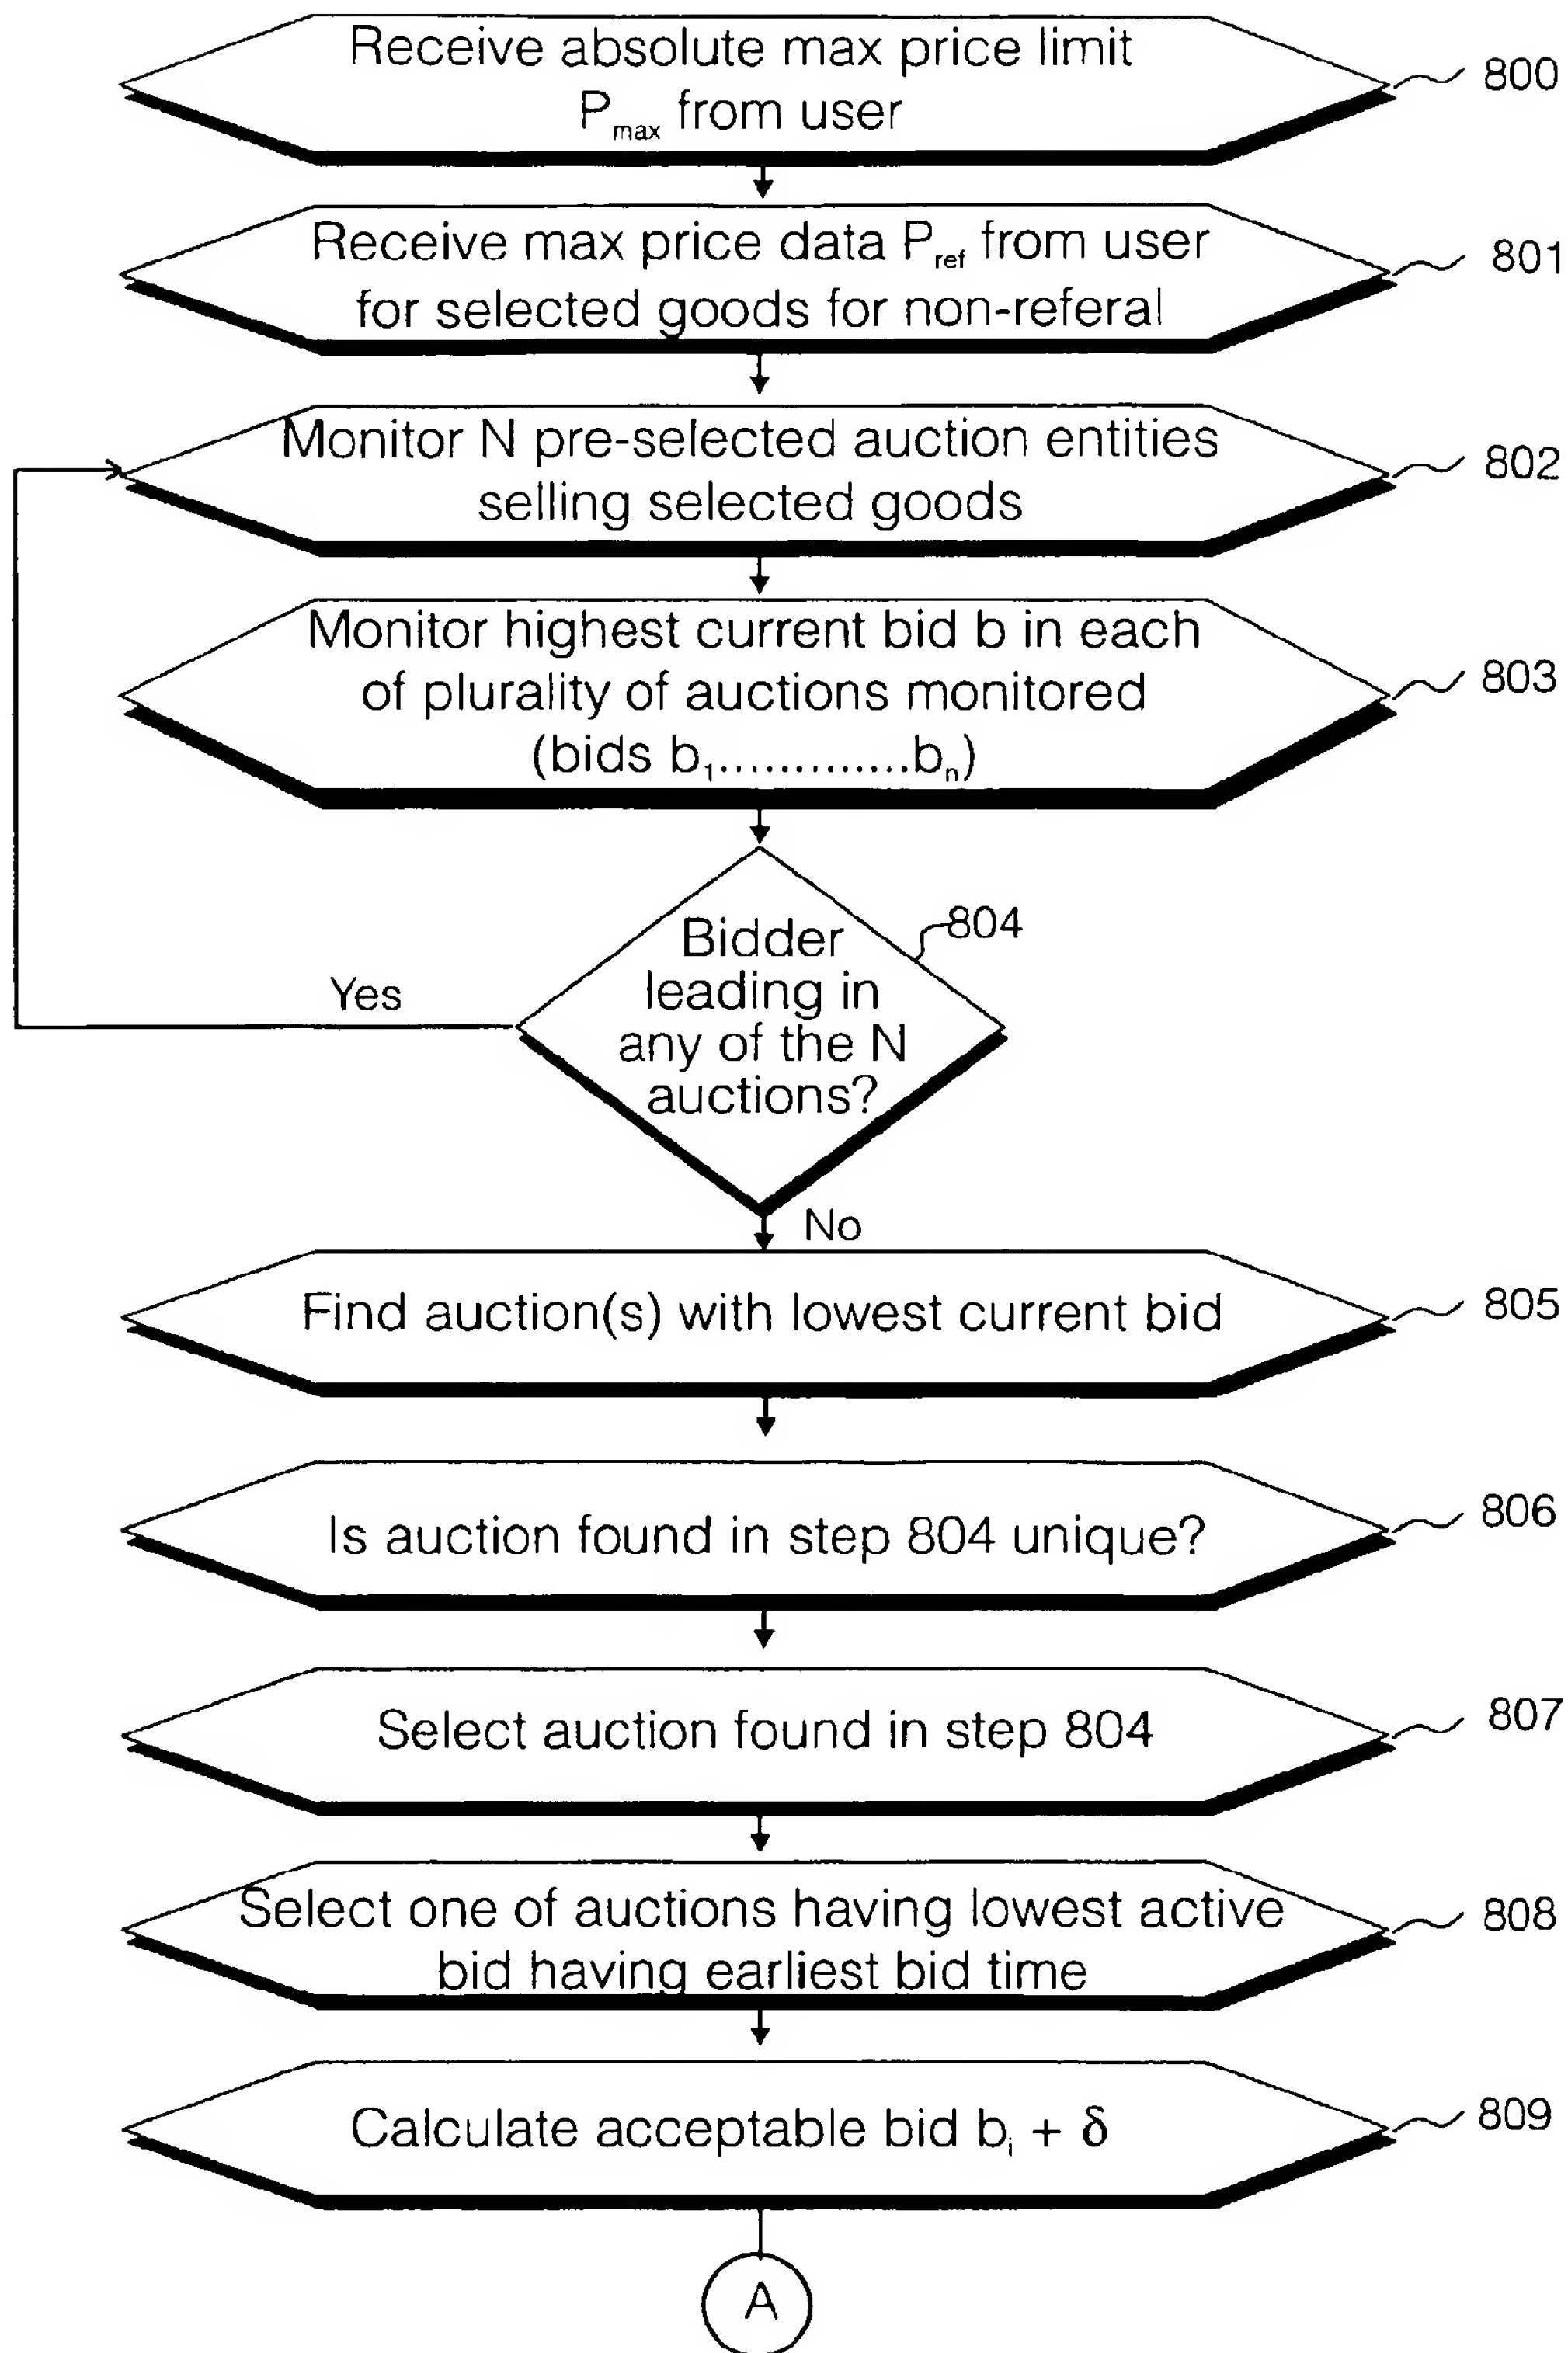 Receive absolute max price limit
Pmax from user
800
Receive max price data Pref from user
for selected goods for non-referal
801
Monitor N pre-selected auction entities
selling selected goods
802
Monitor highest current bid b in each
of plurality of auctions monitored
(bids b1.............bn)
803
Bidder
leading in
any of the N
auctions?
804
Yes
No
Find auction(s) with lowest current bid
805
Is auction found in step 804 unique?
806
Select auction found in step 804
807
Select one of auctions having lowest active
bid having earliest bid time
808
Calculate acceptable bid bi + δ
809
A